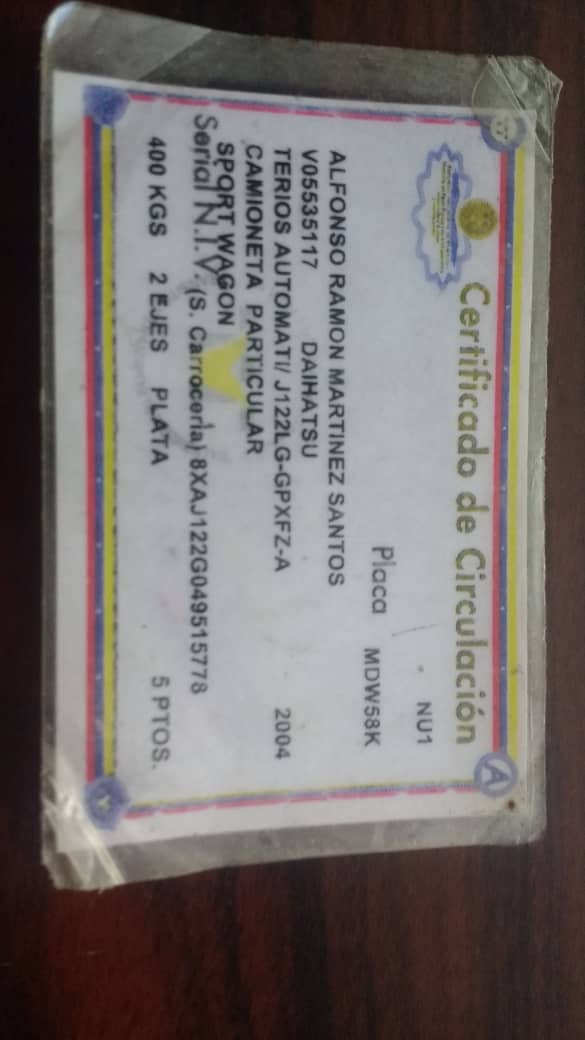 Certificado de Circulación
NU1
Placa MDW58K
ALFONSO RAMON MARTINEZ SANTOS
V05535117 DAIHATSU
TERIOS AUTOMATI/ J122LG-GPXFZ-A 2004
CAMIONETA PARTICULAR
SPORT WAGON
Serial N.I.V. (S. Carrocería) 8XAJ122G049515778
400 KGS 2 EJES PLATA 5 PTOS.
A